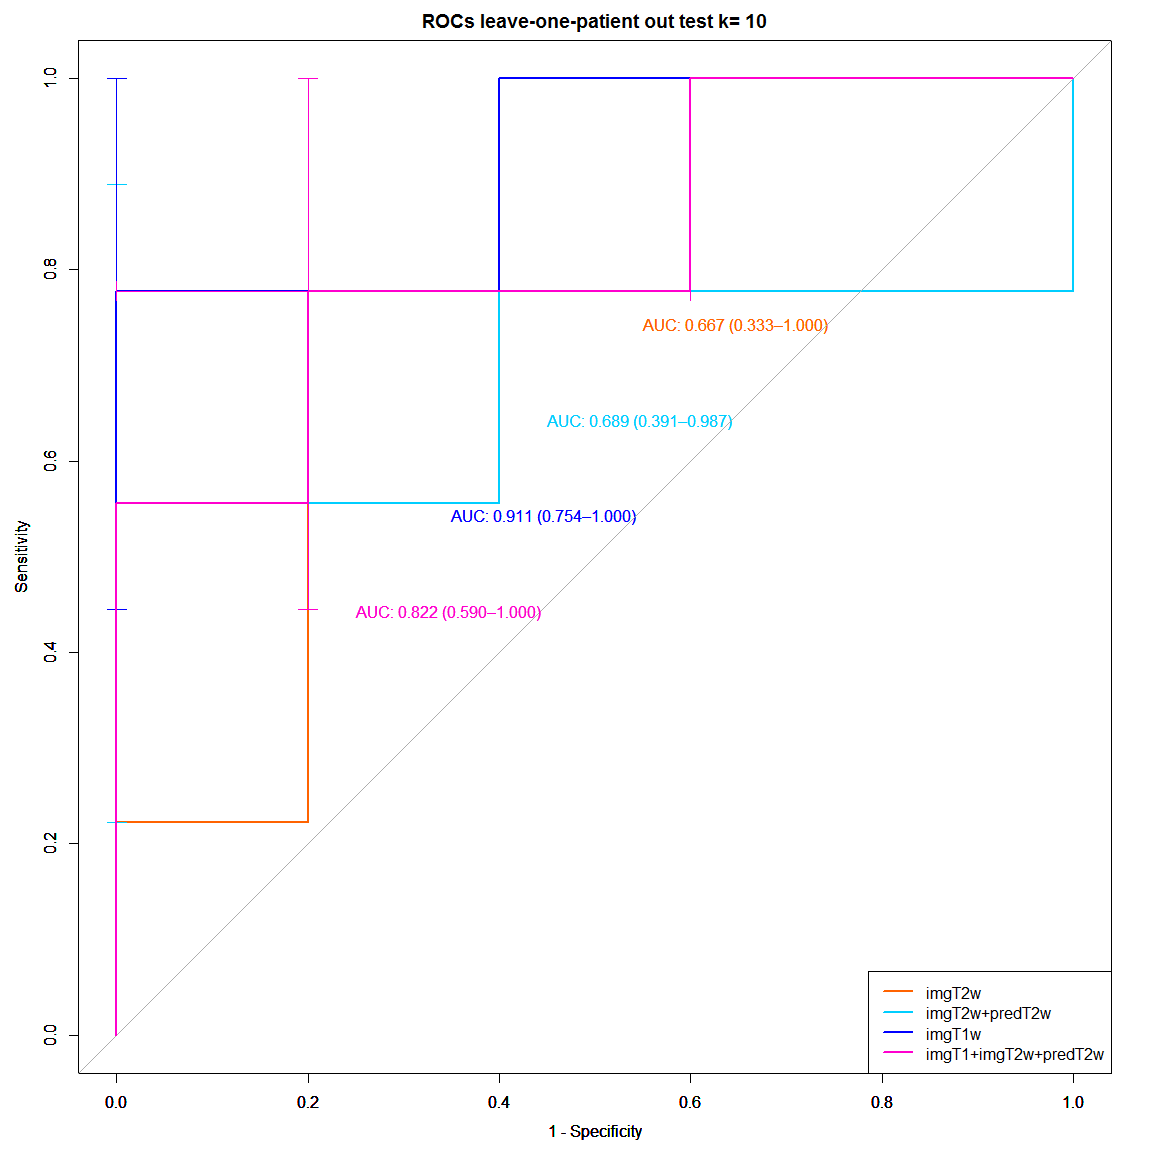 ROCs leave-one-patient out test k= 10
1.0
0.8
0.6
0.4
0.2
0.0
Sensitivity
AUC: 0.667 (0.333–1.000)
AUC: 0.689 (0.391–0.987)
AUC: 0.911 (0.754–1.000)
AUC: 0.822 (0.590–1.000)
imgT2w
imgT2w+predT2w
imgT1w
imgT1+imgT2w+predT2w
0.0 0.2 0.4 0.6 0.8 1.0
1 - Specificity